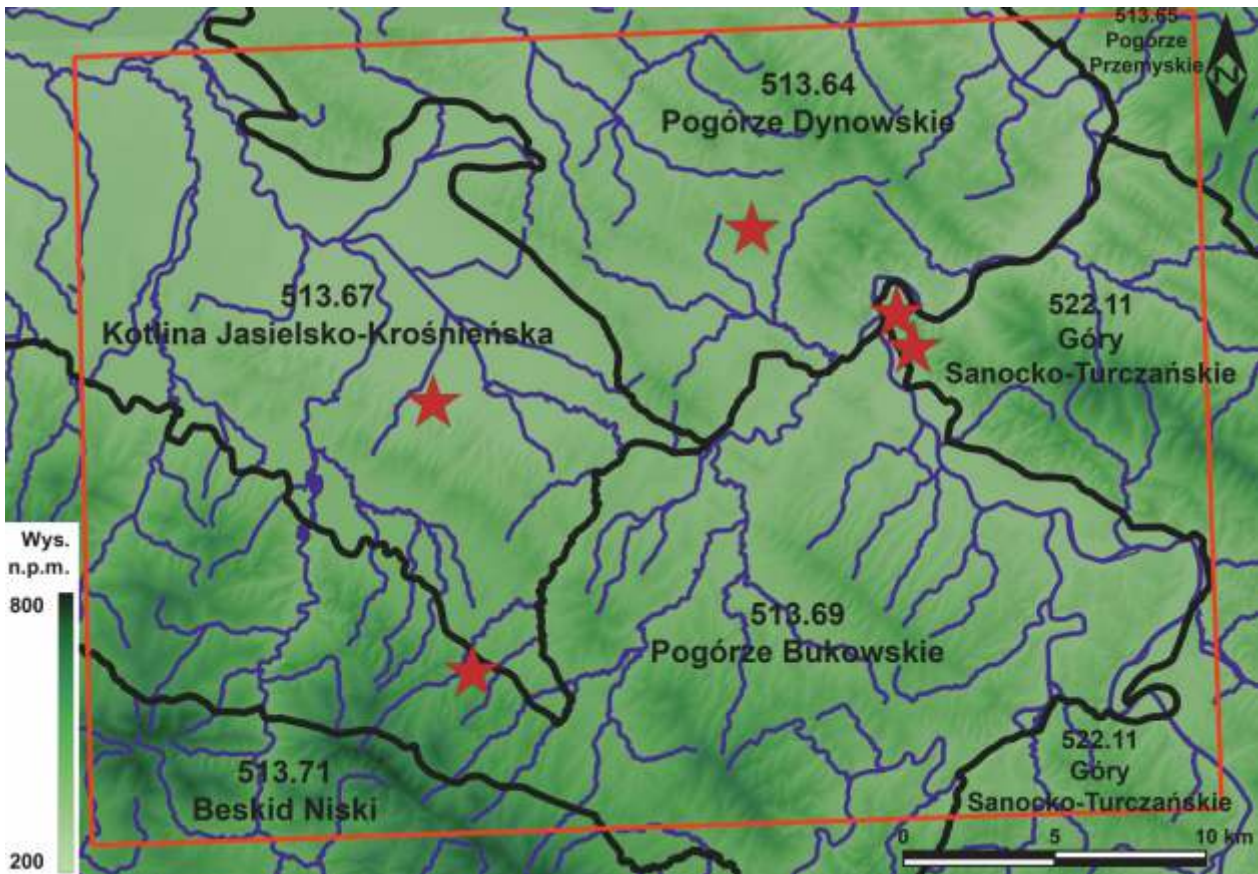 513.65
Pogórze
Przemyskie
N
513.64
Pogórze Dynowskie
513.67
Kotlina Jasielsko-Krośnieńska
522.11
Góry
Sanocko-Turczańskie
Wys.
n.p.m.
800
200
513.69
Pogórze Bukowskie
513.71
Beskid Niski
522.11
Góry
Sanocko-Turczańskie
0 5 10 km